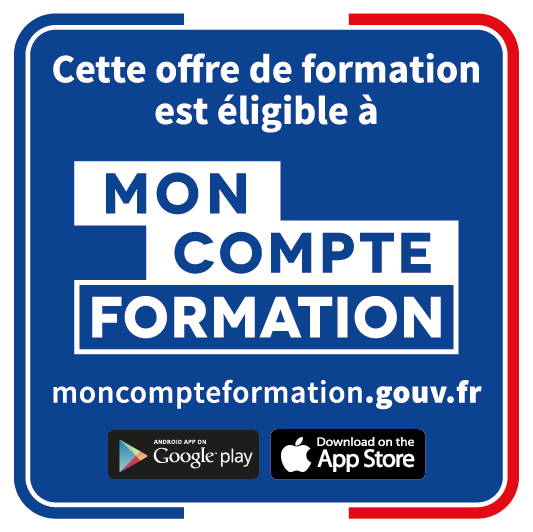 Cette offre de formation
est éligible à
MON
COMPTE
FORMATION
moncompteformation.gouv.fr
ANDROID APP ON
Google play
Download on the
App Store